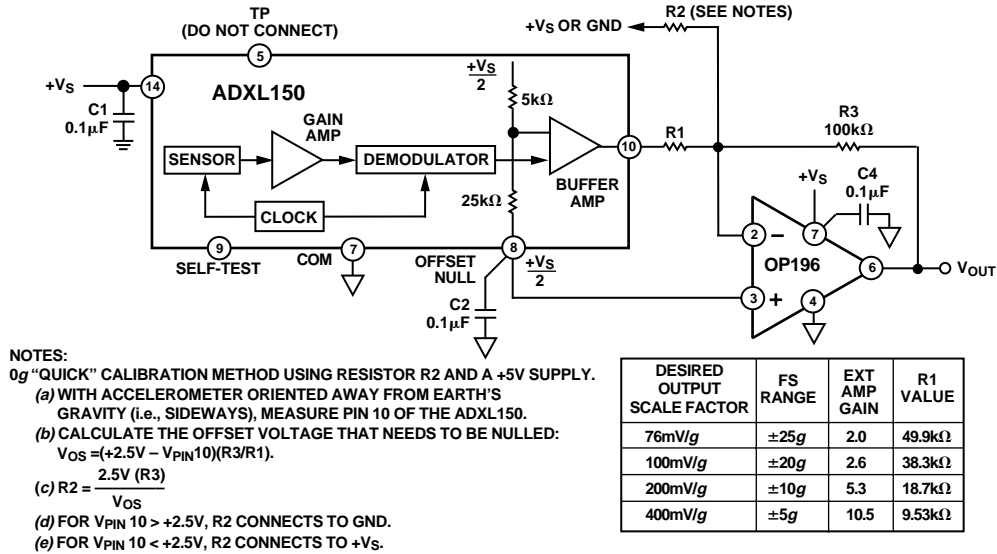 TP
(DO NOT CONNECT)
5
+VS
14
C1
0.1µF
ADXL150
GAIN
AMP
SENSOR
DEMODULATOR
CLOCK
+VS
2
5kΩ
25kΩ
BUFFER
AMP
10
9
SELF-TEST
COM
7
OFFSET
NULL
8
+VS
2
C2
0.1µF
+VS OR GND
R2 (SEE NOTES)
R1
R3
100kΩ
+VS
C4
0.1µF
2
–
7
OP196
6
VOUT
3
+
4
NOTES:
0g “QUICK” CALIBRATION METHOD USING RESISTOR R2 AND A +5V SUPPLY.
(a) WITH ACCELEROMETER ORIENTED AWAY FROM EARTH’S
GRAVITY (i.e., SIDEWAYS), MEASURE PIN 10 OF THE ADXL150.
(b) CALCULATE THE OFFSET VOLTAGE THAT NEEDS TO BE NULLED:
VOS =(+2.5V – VPIN10)(R3/R1).
(c) R2 = 2.5V (R3)
VOS
(d) FOR VPIN 10 > +2.5V, R2 CONNECTS TO GND.
(e) FOR VPIN 10 < +2.5V, R2 CONNECTS TO +VS.
DESIRED
OUTPUT
SCALE FACTOR
FS
RANGE
EXT
AMP
GAIN
R1
VALUE
76mV/g ±25g 2.0 49.9kΩ
100mV/g ±20g 2.6 38.3kΩ
200mV/g ±10g 5.3 18.7kΩ
400mV/g ±5g 10.5 9.53kΩ